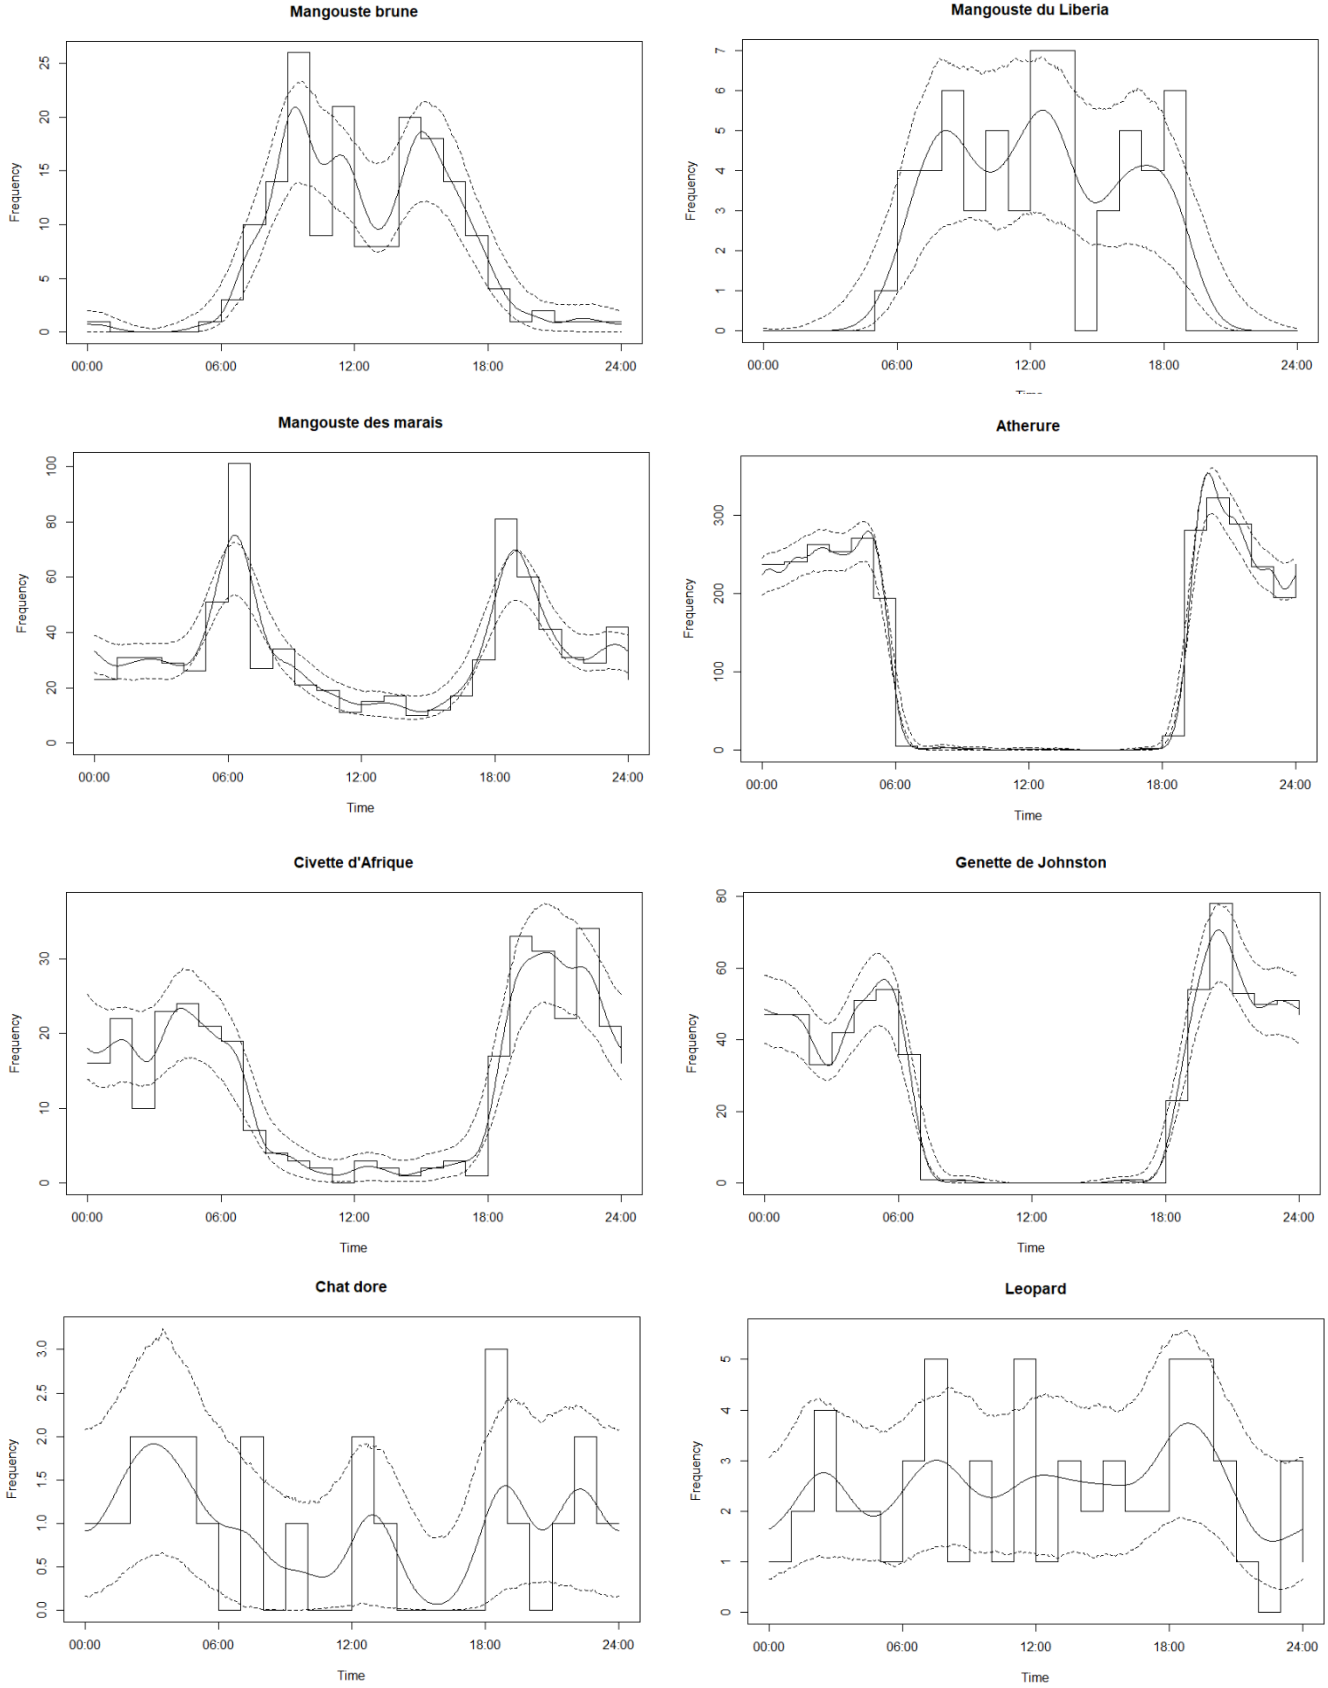 Mangouste brune
Frequency
25
20
15
10
5
0
00:00 06:00 12:00 18:00 24:00
Mangouste du Liberia
Frequency
7
6
5
4
3
2
1
0
00:00 06:00 12:00 18:00 24:00
Time
Mangouste des marais
Frequency
100
80
60
40
20
0
00:00 06:00 12:00 18:00 24:00
Time
Atherure
Frequency
300
200
100
0
00:00 06:00 12:00 18:00 24:00
Time
Civette d'Afrique
Frequency
30
20
10
0
00:00 06:00 12:00 18:00 24:00
Time
Genette de Johnston
Frequency
80
60
40
20
0
00:00 06:00 12:00 18:00 24:00
Time
Chat dore
Frequency
3.0
2.5
2.0
1.5
1.0
0.5
0.0
00:00 06:00 12:00 18:00 24:00
Time
Leopard
Frequency
5
4
3
2
1
0
00:00 06:00 12:00 18:00 24:00
Time